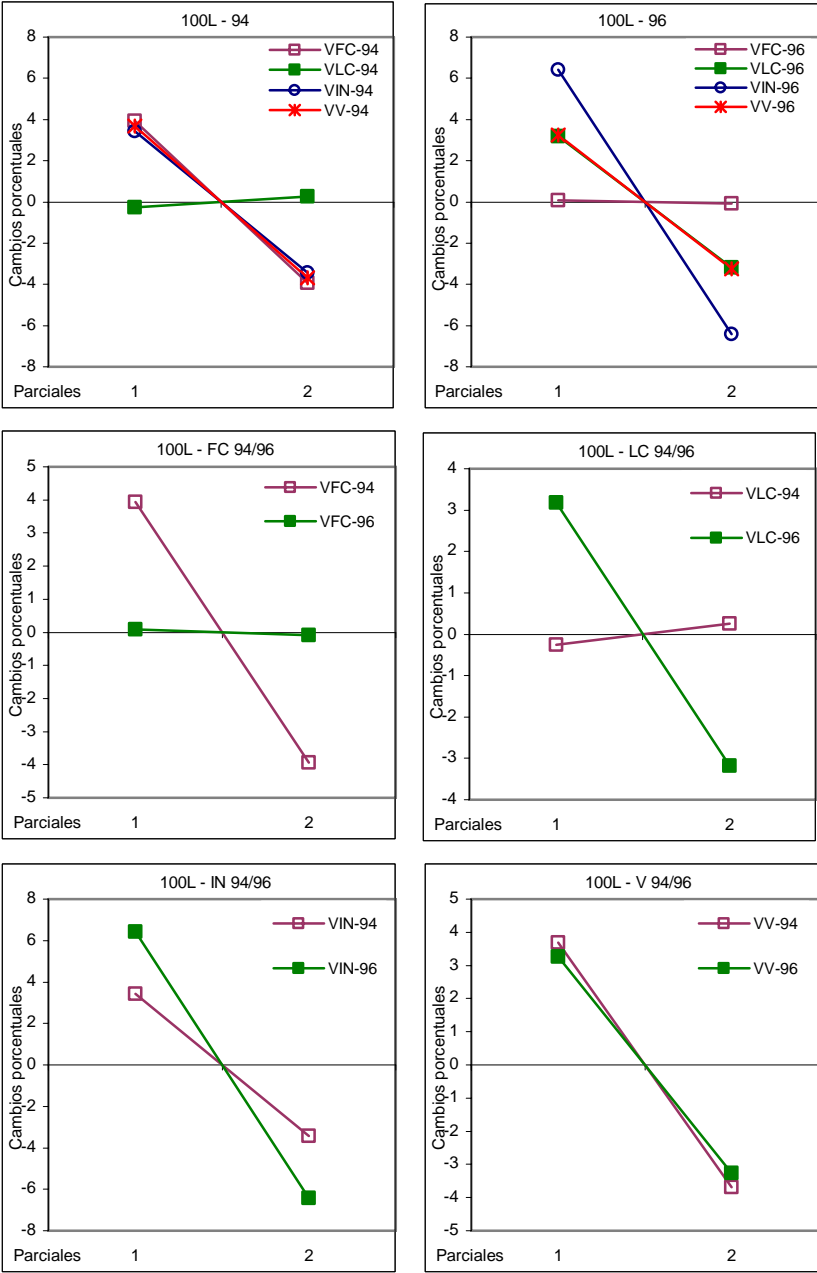 100L - 94
8
6
4
2
0
-2
-4
-6
-8
Cambios porcentuales
VFC-94
VLC-94
VIN-94
VV-94
Parciales 1 2
100L - 96
8
6
4
2
0
-2
-4
-6
-8
Cambios porcentuales
VFC-96
VLC-96
VIN-96
VV-96
Parciales 1 2
100L - FC 94/96
5
4
3
2
1
0
-1
-2
-3
-4
-5
Cambios porcentuales
VFC-94
VFC-96
Parciales 1 2
100L - LC 94/96
4
3
2
1
0
-1
-2
-3
-4
Cambios porcentuales
VLC-94
VLC-96
Parciales 1 2
100L - IN 94/96
8
6
4
2
0
-2
-4
-6
-8
Cambios porcentuales
VIN-94
VIN-96
Parciales 1 2
100L - V 94/96
5
4
3
2
1
0
-1
-2
-3
-4
-5
Cambios porcentuales
VV-94
VV-96
Parciales 1 2